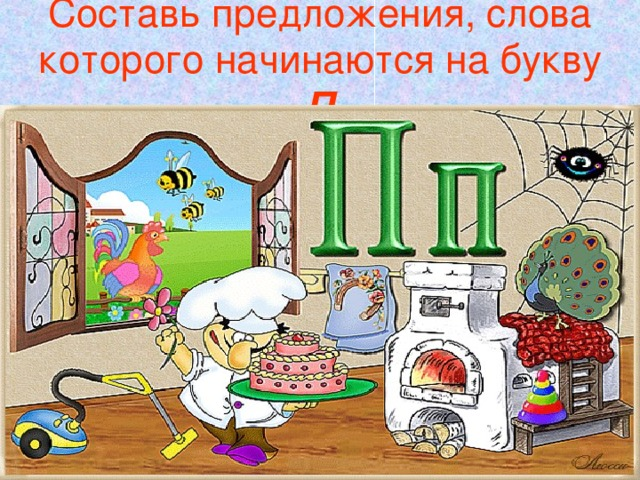 Составь предложения, слова
которого начинаются на букву
П
Пп